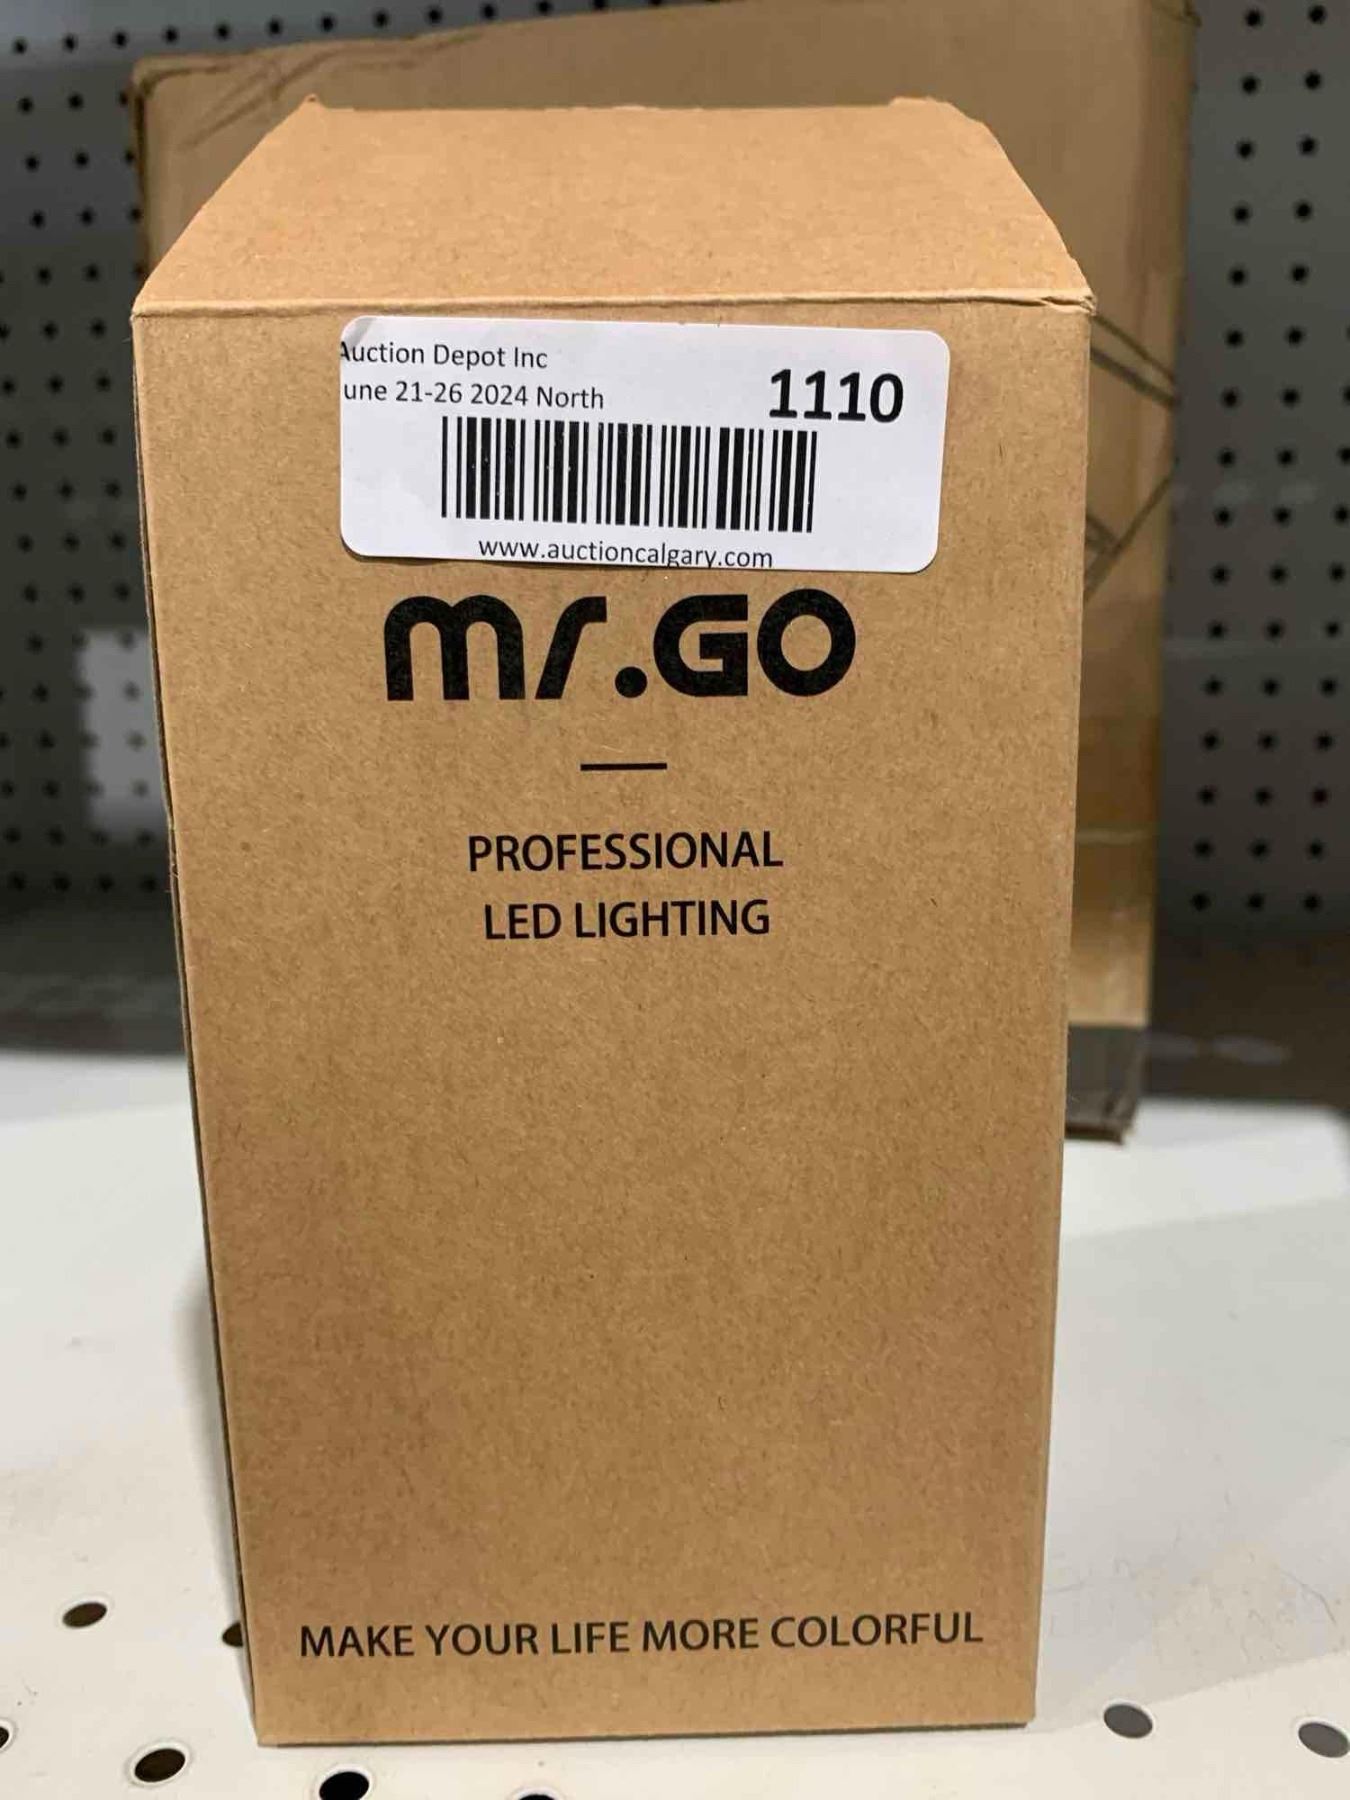 Auction Depot Inc
une 21-26 2024 North
1110
www.auctioncalgary.com
mr.GO
PROFESSIONAL
LED LIGHTING
MAKE YOUR LIFE MORE COLORFUL